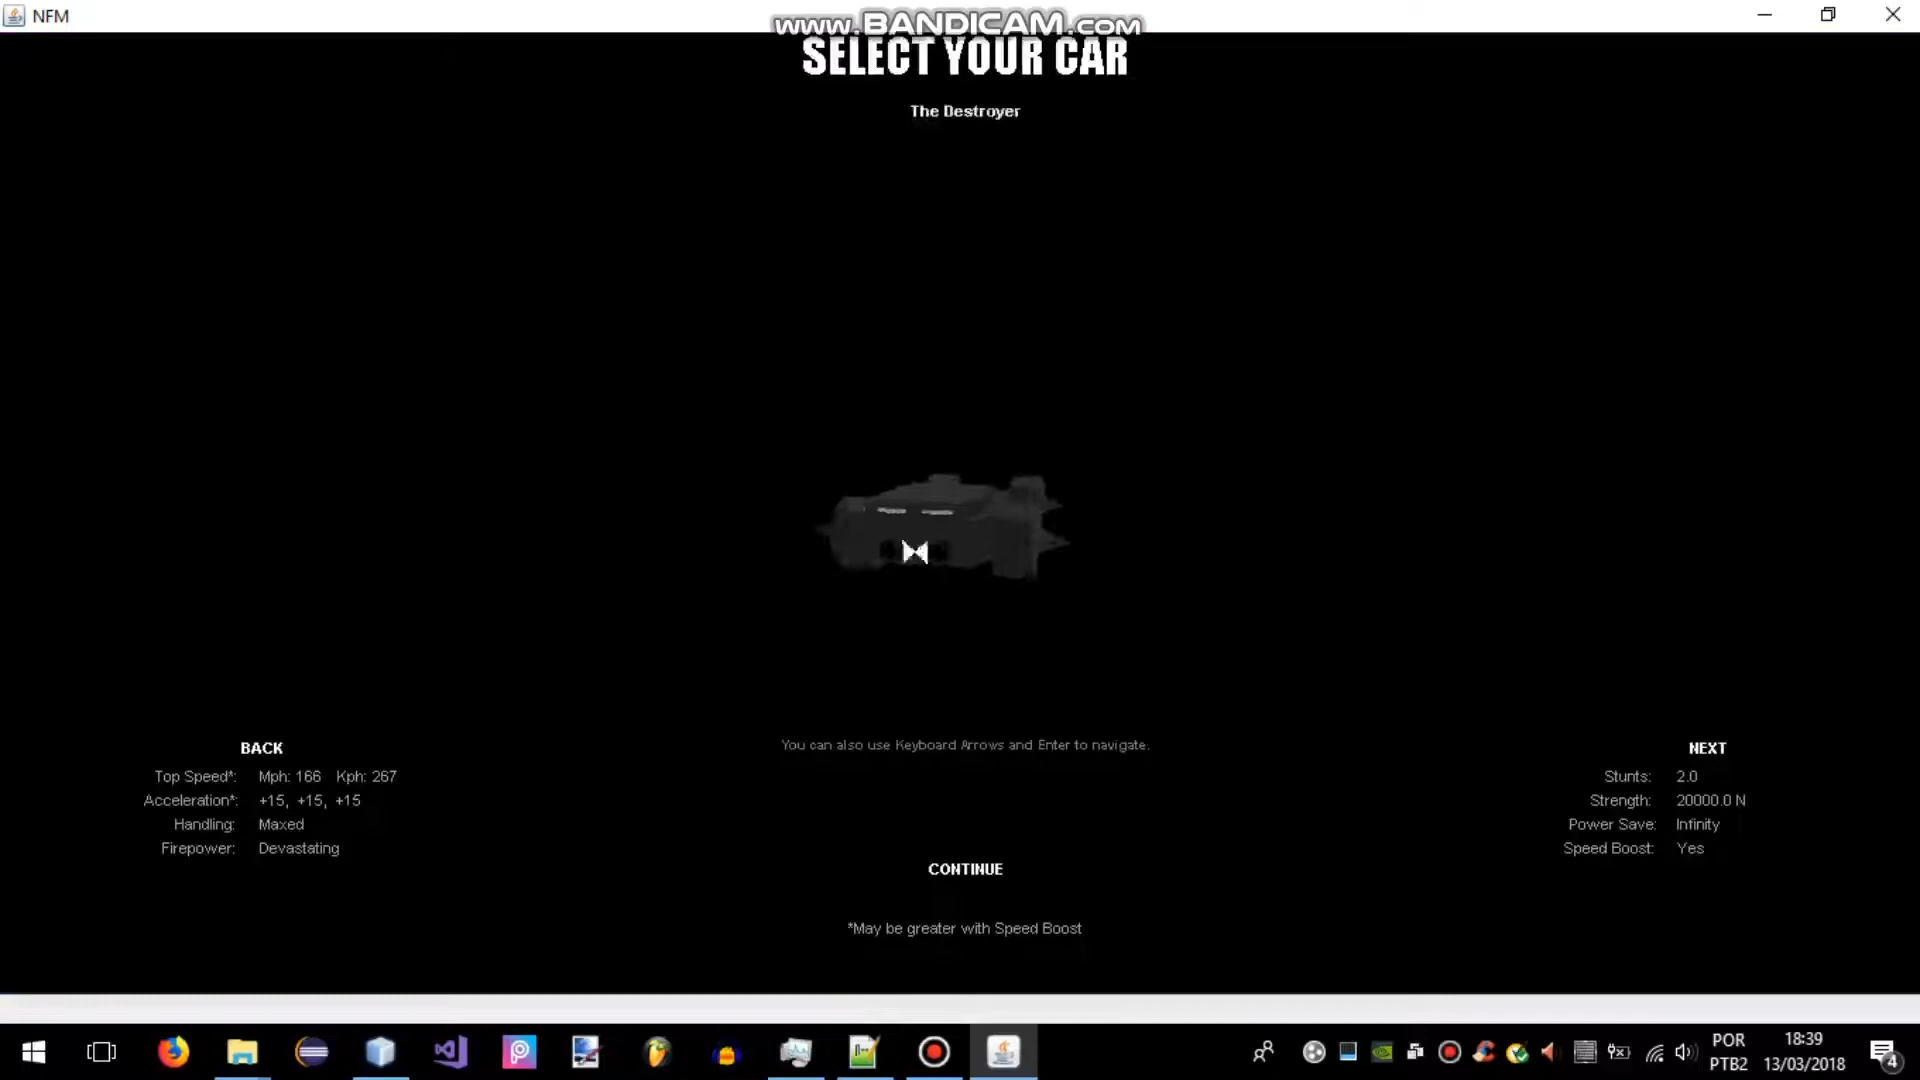 NFM
www.BANDICAM.com
SELECT YOUR CAR
The Destroyer
You can also use Keyboard Arrows and Enter to navigate.
BACK
Top Speed*: Mph: 166 Kph: 267
Acceleration*: +15, +15, +15
Handling: Maxed
Firepower: Devastating
NEXT
Stunts: 2.0
Strength: 20000.0 N
Power Save: Infinity
Speed Boost: Yes
CONTINUE
*May be greater with Speed Boost
POR
PTB2
18:39
13/03/2018
4